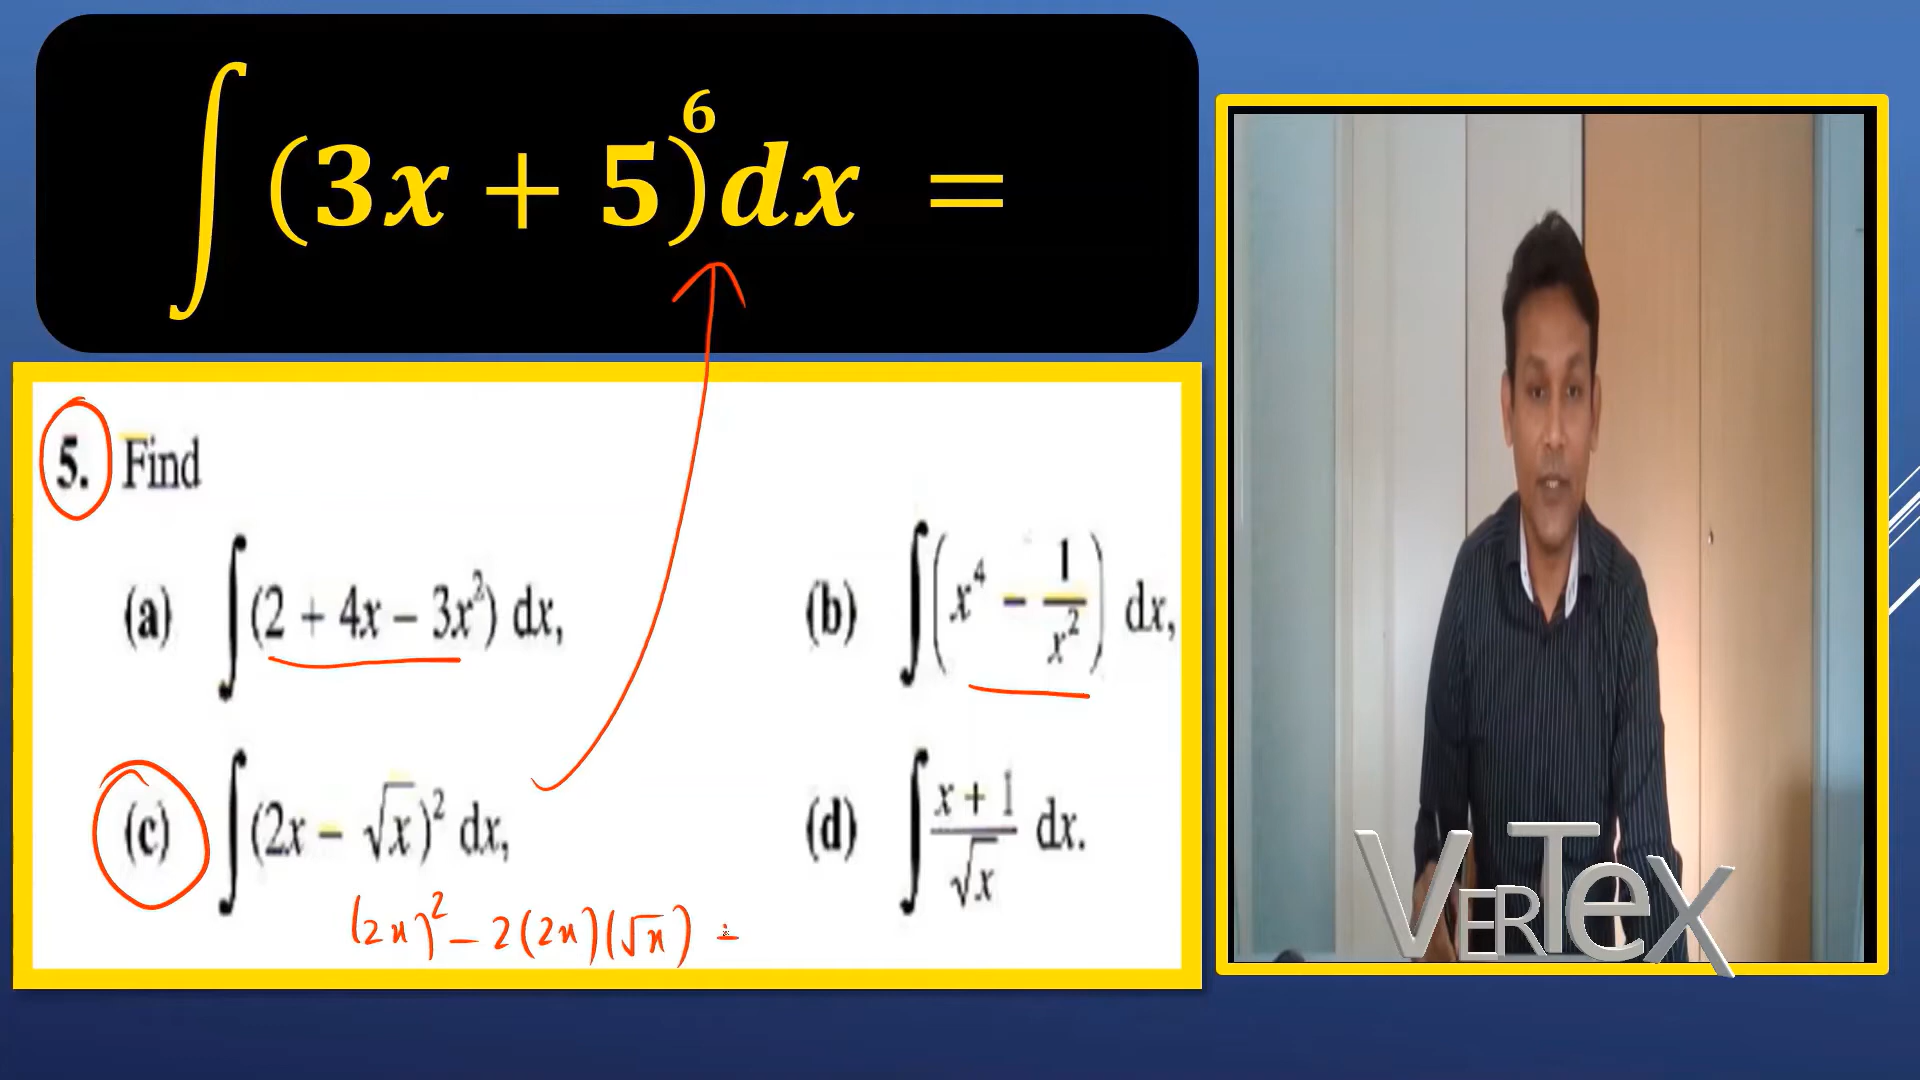 ∫(3x + 5)⁶dx =
5. Find
(a) ∫(2 + 4x − 3x²) dx,
(b) ∫(x⁴ − 1/x²) dx,
(c) ∫(2x − √x)² dx,
(d) ∫ x + 1/√x dx.
(2x)² − 2(2x)(√x)
VERTEX